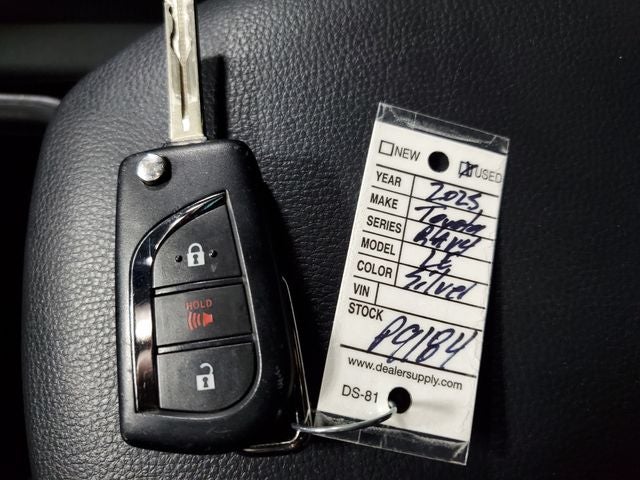 HOLD
NEW USED
YEAR 2023
MAKE Toyota
SERIES RAV4
MODEL LE
COLOR Silver
VIN
STOCK
P9184
www.dealersupply.com
DS-81